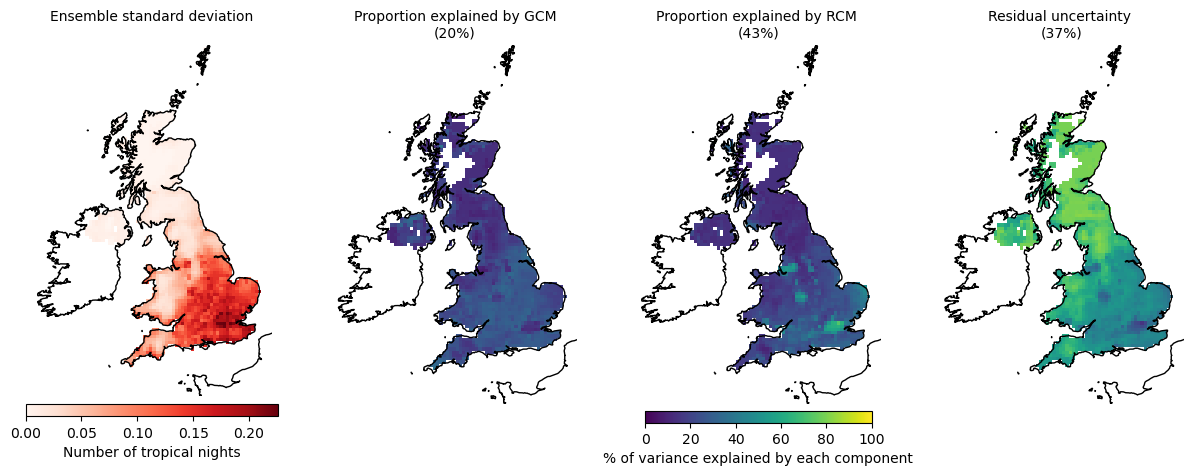 Ensemble standard deviation
Proportion explained by GCM
(20%)
Proportion explained by RCM
(43%)
Residual uncertainty
(37%)
0.00 0.05 0.10 0.15 0.20
Number of tropical nights
0 20 40 60 80 100
% of variance explained by each component